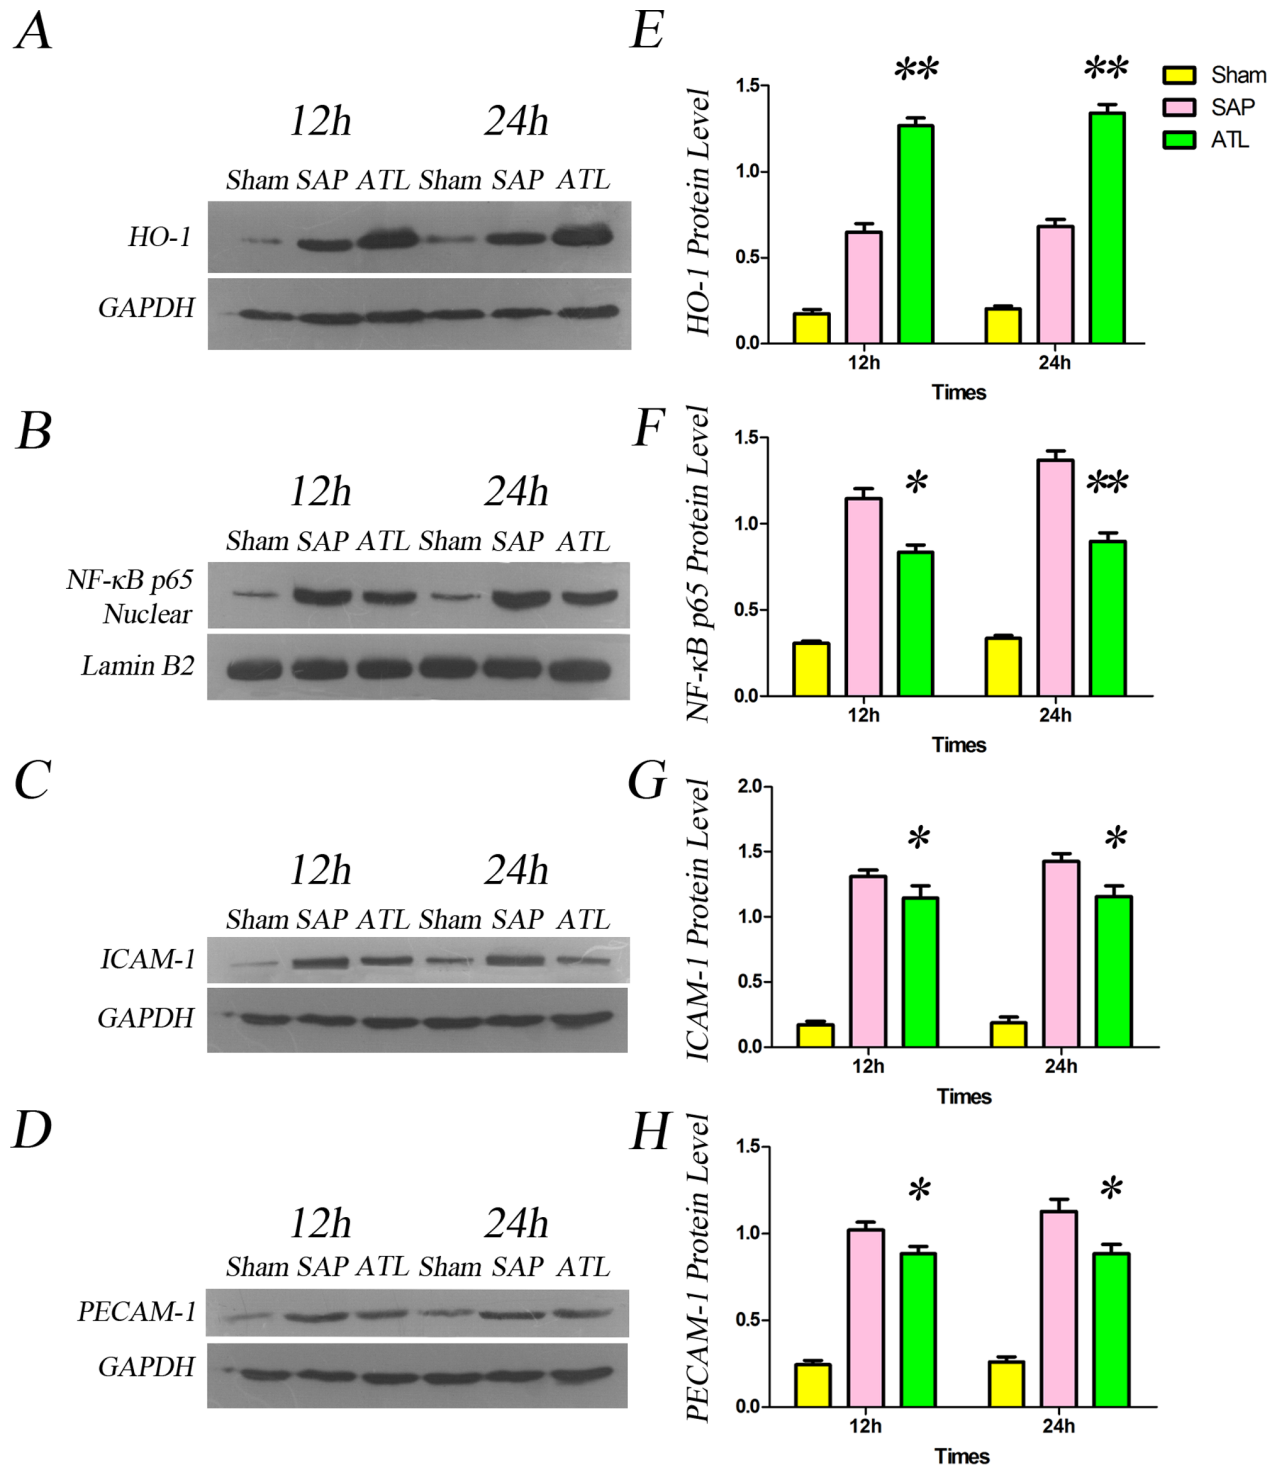 A
12h 24h
Sham SAP ATL Sham SAP ATL
HO-1
GAPDH
E
HO-1 Protein Level
1.5
1.0
0.5
0.0
** **
12h 24h
Times
Sham
SAP
ATL
B
12h 24h
Sham SAP ATL Sham SAP ATL
NF-κB p65
Nuclear
Lamin B2
F
NF-κB p65 Protein Level
1.5
1.0
0.5
0.0
* **
12h 24h
Times
C
12h 24h
Sham SAP ATL Sham SAP ATL
ICAM-1
GAPDH
G
ICAM-1 Protein Level
2.0
1.5
1.0
0.5
0.0
* *
12h 24h
Times
D
12h 24h
Sham SAP ATL Sham SAP ATL
PECAM-1
GAPDH
H
PECAM-1 Protein Level
1.5
1.0
0.5
0.0
* *
12h 24h
Times